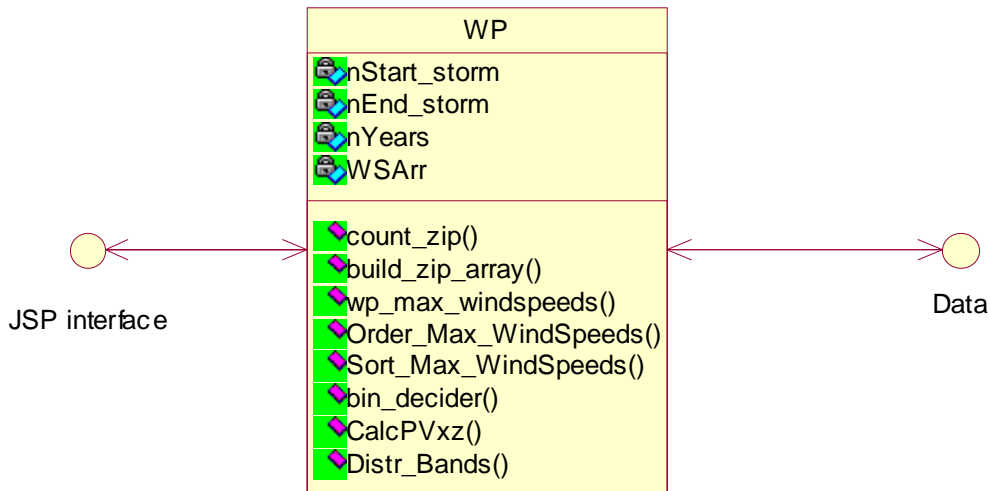 WP
nStart_storm
nEnd_storm
nYears
WSArr
count_zip()
build_zip_array()
wp_max_windspeeds()
Order_Max_WindSpeeds()
Sort_Max_WindSpeeds()
bin_decider()
CalcPVxz()
Distr_Bands()
JSP interface
Data